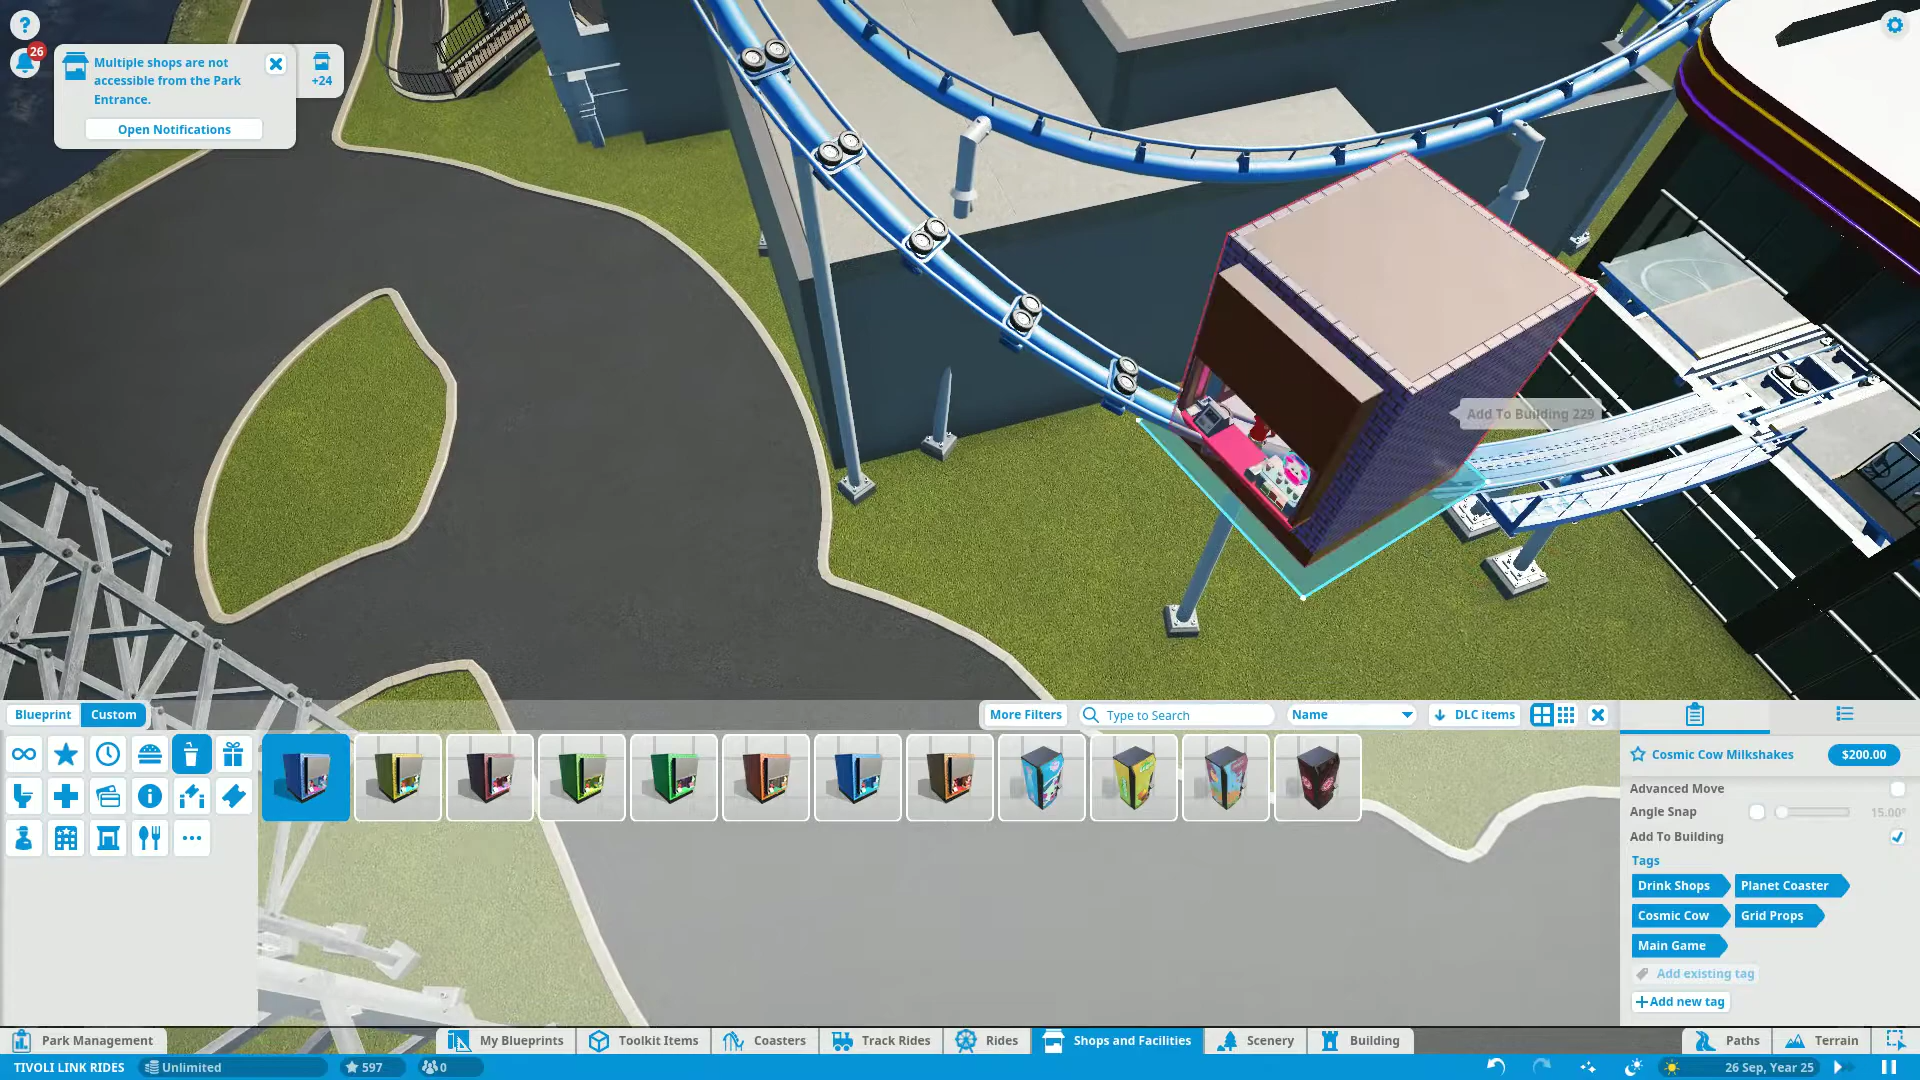 ?
26
Multiple shops are not
accessible from the Park
Entrance.
Open Notifications
+24
Add To Building 229
Blueprint
Custom
More Filters
Type to Search
Name
DLC items
Cosmic Cow Milkshakes
$200.00
Advanced Move
Angle Snap
15.00°
Add To Building
Tags
Drink Shops
Planet Coaster
Cosmic Cow
Grid Props
Main Game
Add existing tag
+Add new tag
Park Management
My Blueprints
Toolkit Items
Coasters
Track Rides
Rides
Shops and Facilities
Scenery
Building
Paths
Terrain
TIVOLI LINK RIDES
Unlimited
597
0
26 Sep, Year 25